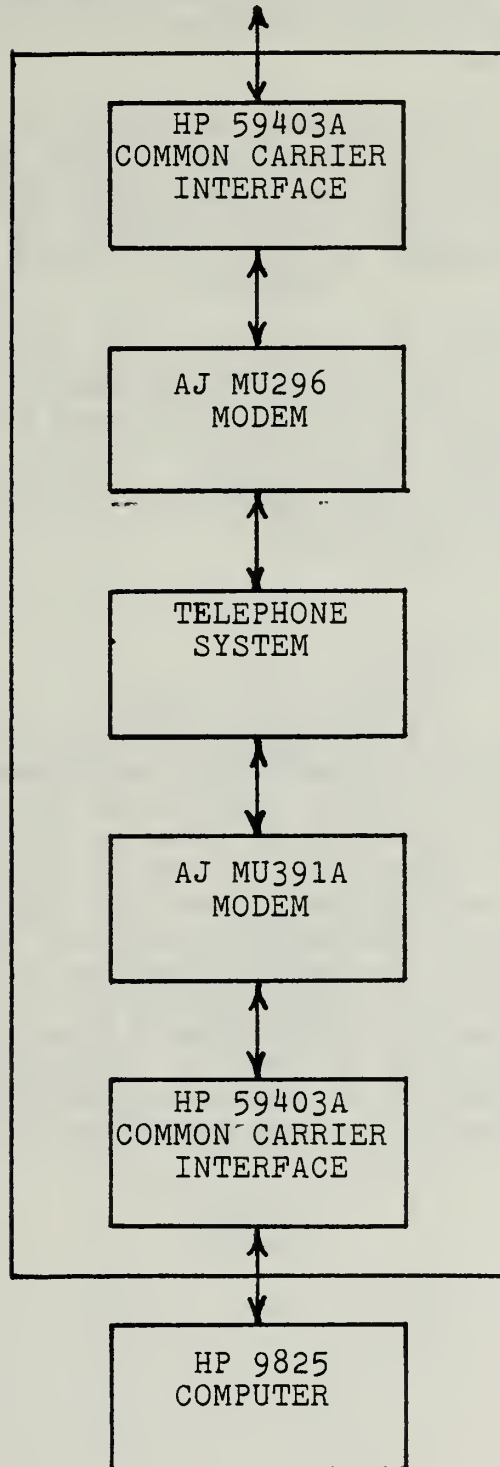 HP 59403A
COMMON CARRIER
INTERFACE
AJ MU296
MODEM
TELEPHONE
SYSTEM
AJ MU391A
MODEM
HP 59403A
COMMON CARRIER
INTERFACE
HP 9825
COMPUTER